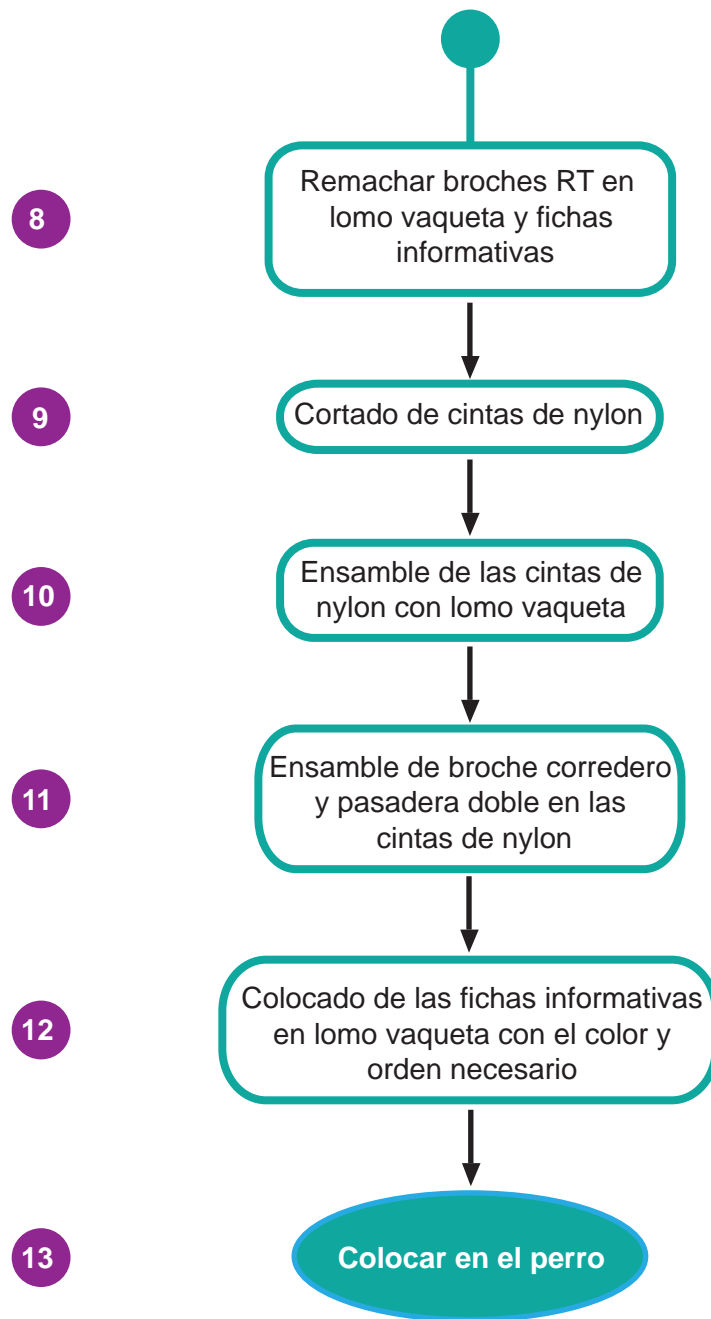 8
Remachar broches RT en
lomo vaqueta y fichas
informativas
9
Cortado de cintas de nylon
10
Ensamble de las cintas de
nylon con lomo vaqueta
11
Ensamble de broche corredero
y pasadera doble en las
cintas de nylon
12
Colocado de las fichas informativas
en lomo vaqueta con el color y
orden necesario
13
Colocar en el perro